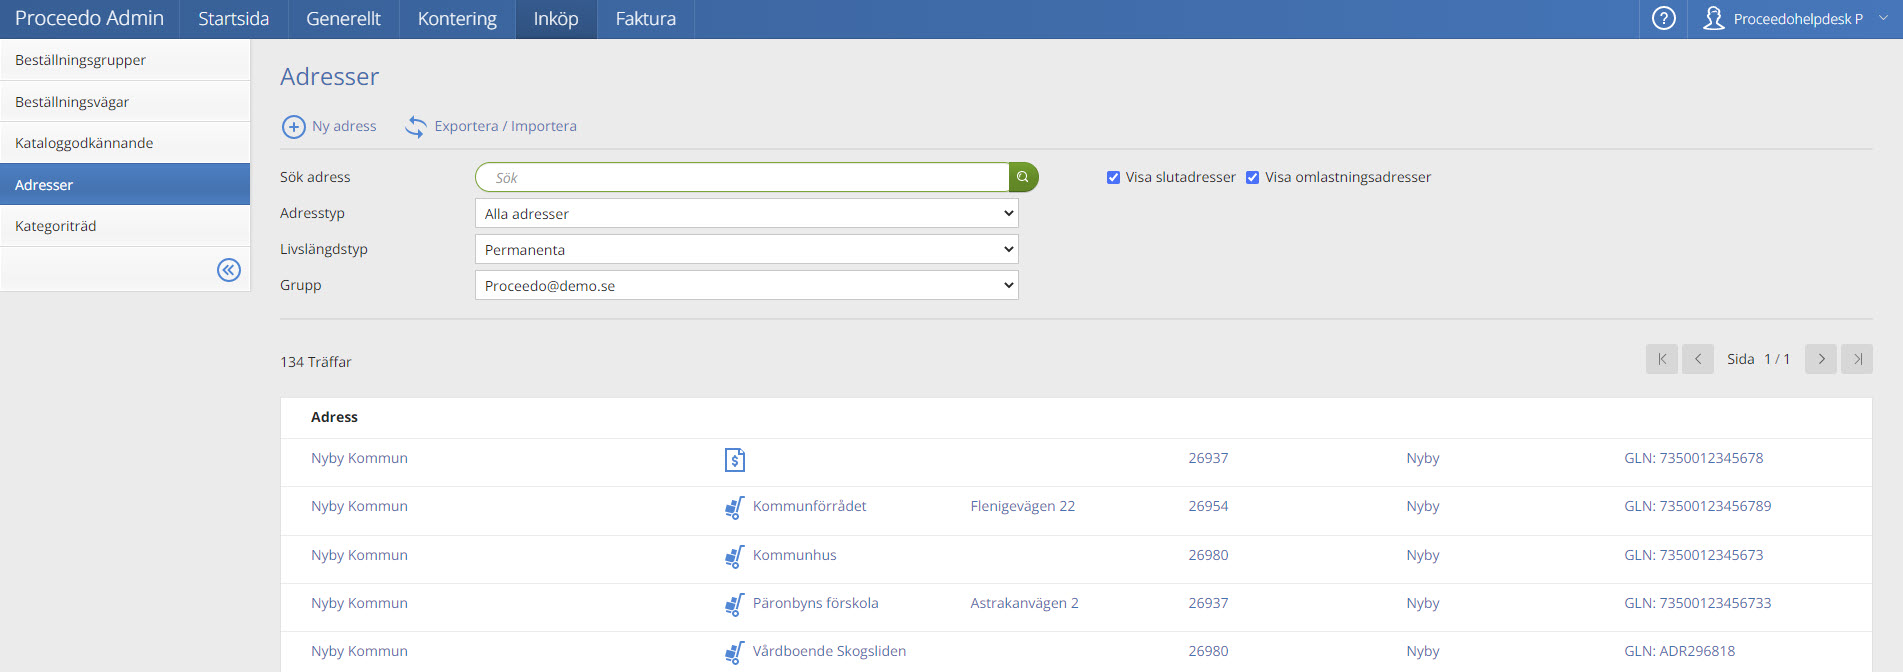 Proceedo Admin Startsida Generellt Kontering Inköp Faktura ? Proceedohelpdesk P
Beställningsgrupper
Beställningsvägar
Kataloggodkännande
Adresser
Kategoriträd
Adresser
Ny adress Exportera / Importera
Sök adress Sök Visa slutadresser Visa omlastningsadresser
Adresstyp Alla adresser
Livslängdstyp Permanenta
Grupp Proceedo@demo.se
134 Träffar Sida 1 / 1
Adress
Nyby Kommun $ 26937 Nyby GLN: 7350012345678
Nyby Kommun Kommunförrådet Flenigevägen 22 26954 Nyby GLN: 73500123456789
Nyby Kommun Kommunhus 26980 Nyby GLN: 7350012345673
Nyby Kommun Päronbyns förskola Astrakanvägen 2 26937 Nyby GLN: 73500123456733
Nyby Kommun Vårdboende Skogsliden 26980 Nyby GLN: ADR296818